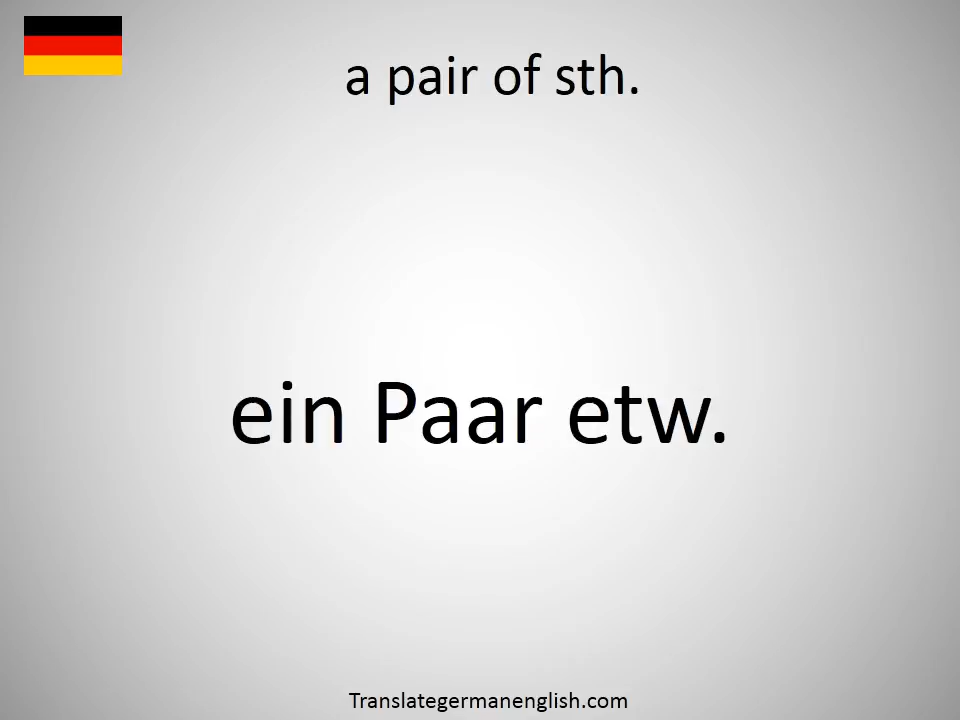 a pair of sth.
ein Paar etw.
Translategermanenglish.com